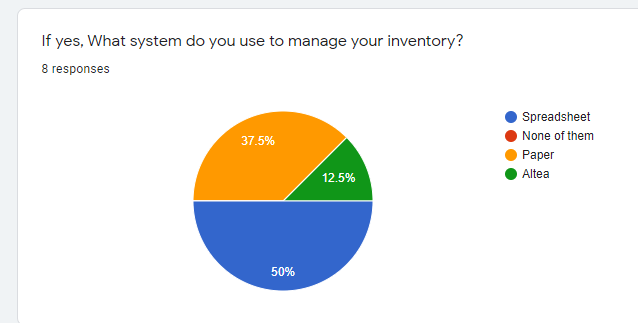 If yes, What system do you use to manage your inventory?
8 responses
37.5%
12.5%
50%
Spreadsheet
None of them
Paper
Altea